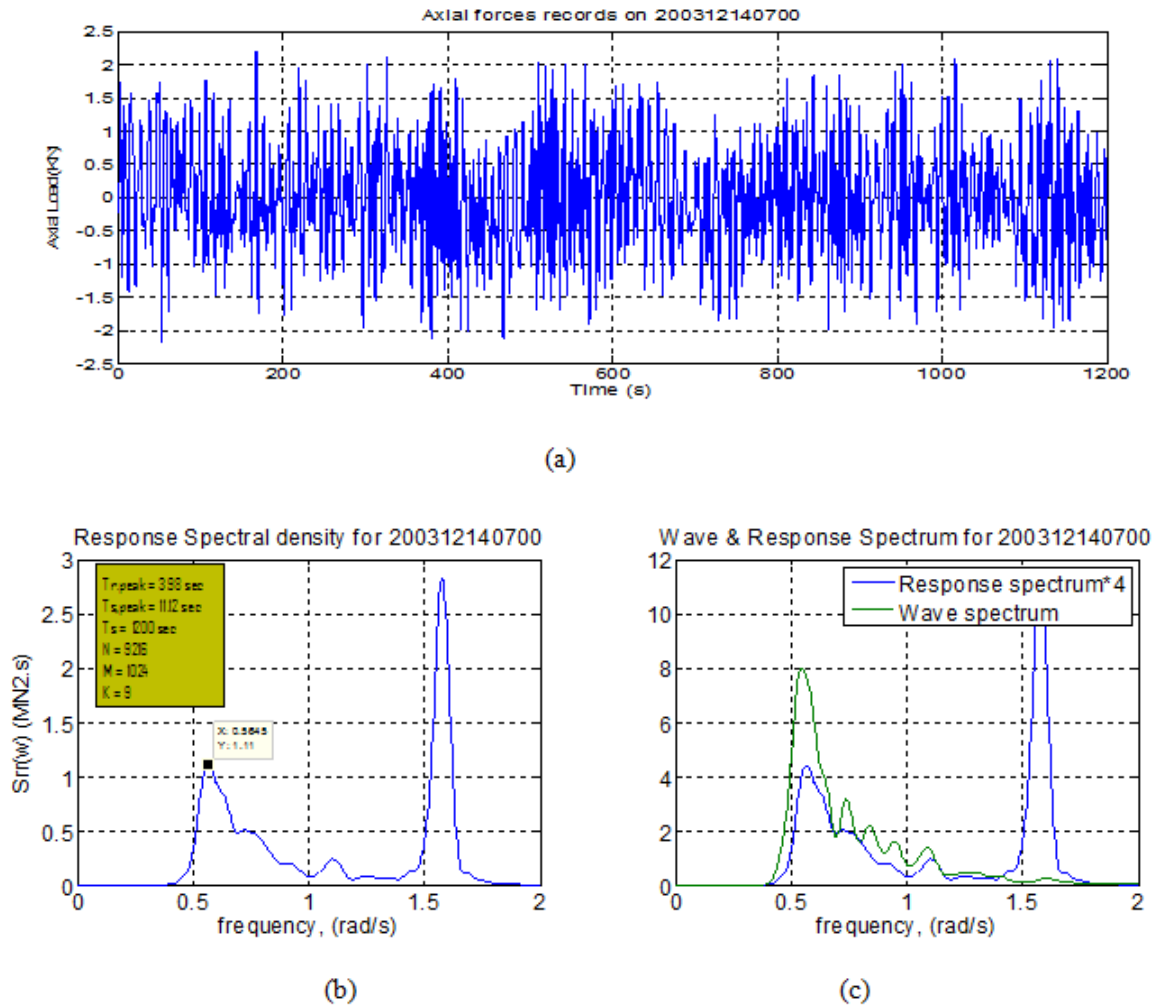 Axial forces records on 200312140700
2.5
2
1.5
1
0.5
0
-0.5
-1
-1.5
-2
-2.5
Axial Load(KN)
0 200 400 600 800 1000 1200
Time (s)
(a)
Response Spectral density for 200312140700
3
2.5
2
1.5
1
0.5
0
Srr(w) (MN2.s)
Tr,peak = 3.98 sec
Ts,peak = 11.12 sec
Ts = 1200 sec
N = 9216
M = 1024
K = 9
X: 0.5645
Y: 1.11
0 0.5 1 1.5 2
frequency, (rad/s)
(b)
Wave & Response Spectrum for 200312140700
12
10
8
6
4
2
0
Response spectrum*4
Wave spectrum
0 0.5 1 1.5 2
frequency, (rad/s)
(c)